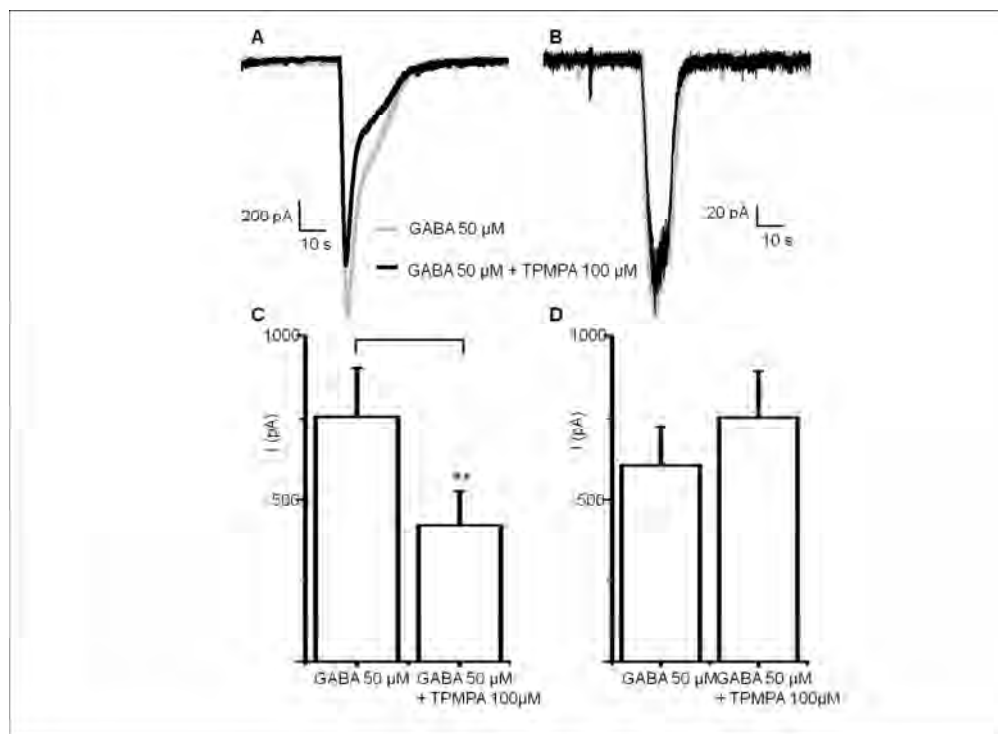 A
B
200 pA
10 s
20 pA
10 s
GABA 50 µM
GABA 50 µM + TPMPA 100 µM
C
D
1000
I (pA)
500
**
GABA 50 µM
GABA 50 µM
+ TPMPA 100µM
1000
I (pA)
500
GABA 50 µM
GABA 50 µM
+ TPMPA 100µM